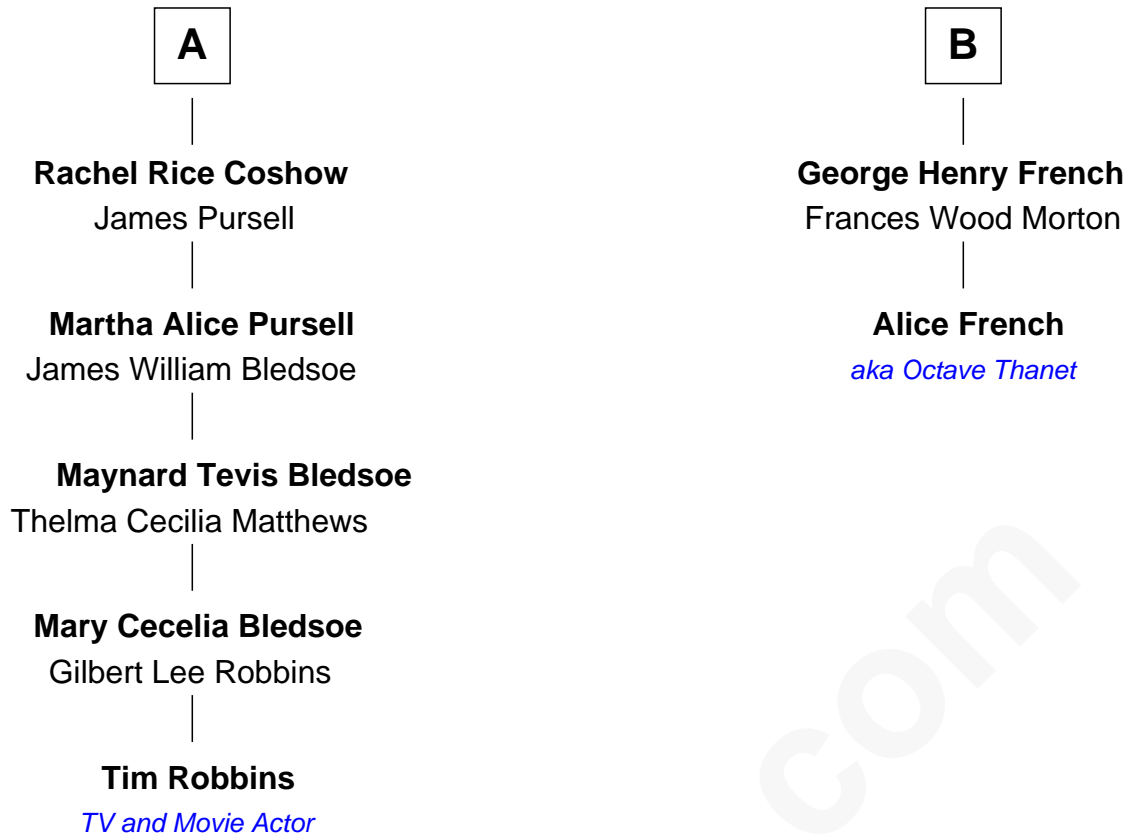 A
Rachel Rice Coshow
James Pursell
Martha Alice Pursell
James William Bledsoe
Maynard Tevis Bledsoe
Thelma Cecilia Matthews
Mary Cecelia Bledsoe
Gilbert Lee Robbins
Tim Robbins
TV and Movie Actor
B
George Henry French
Frances Wood Morton
Alice French
aka Octave Thanet
com